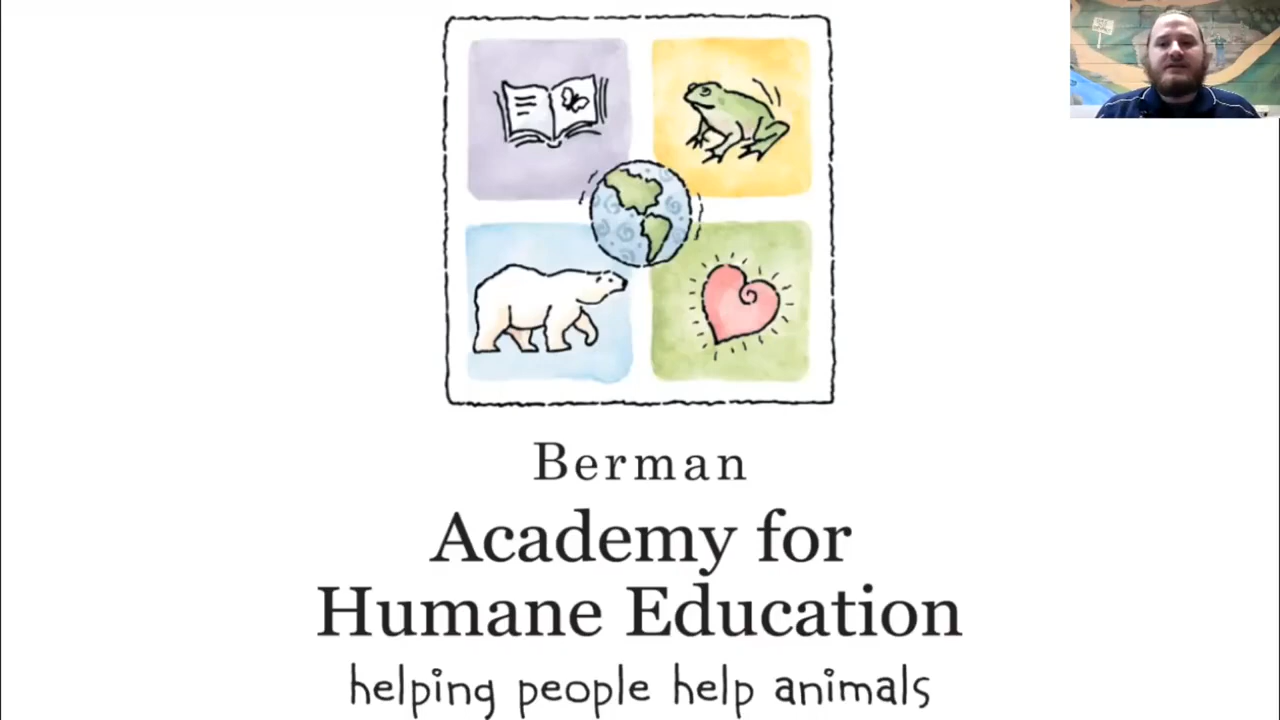 Berman
Academy for
Humane Education
helping people help animals